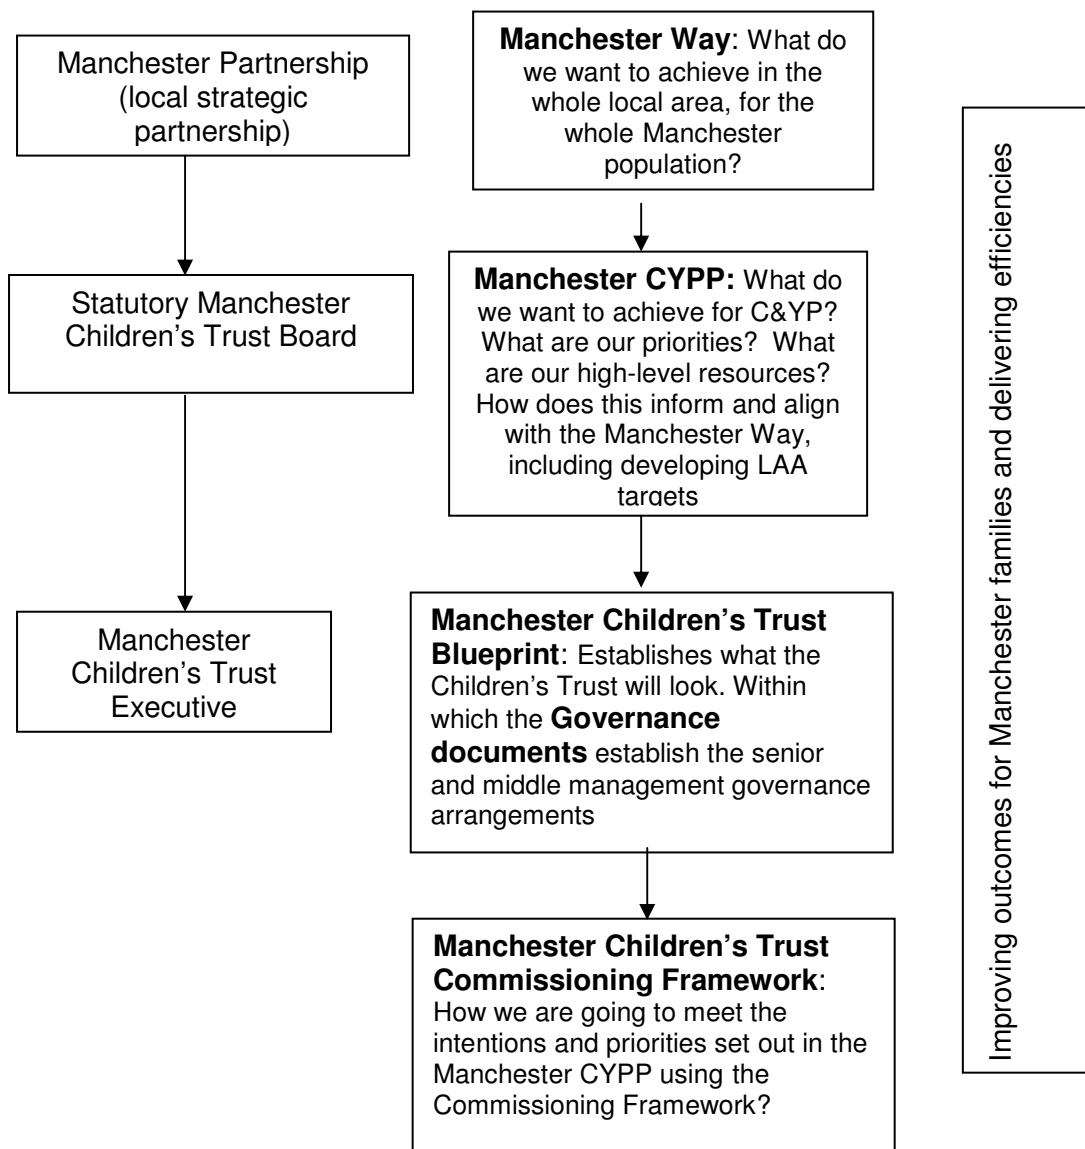 Manchester Partnership
(local strategic
partnership)
Statutory Manchester
Children's Trust Board
Manchester
Children's Trust
Executive
Manchester Way: What do
we want to achieve in the
whole local area, for the
whole Manchester
population?
Manchester CYPP: What do
we want to achieve for C&YP?
What are our priorities?  What
are our high-level resources?
How does this inform and align
with the Manchester Way,
including developing LAA
targets
Manchester Children's Trust
Blueprint: Establishes what the
Children's Trust will look. Within
which the Governance
documents establish the senior
and middle management governance
arrangements
Manchester Children's Trust
Commissioning Framework:
How we are going to meet the
intentions and priorities set out in the
Manchester CYPP using the
Commissioning Framework?
Improving outcomes for Manchester families and delivering efficiencies